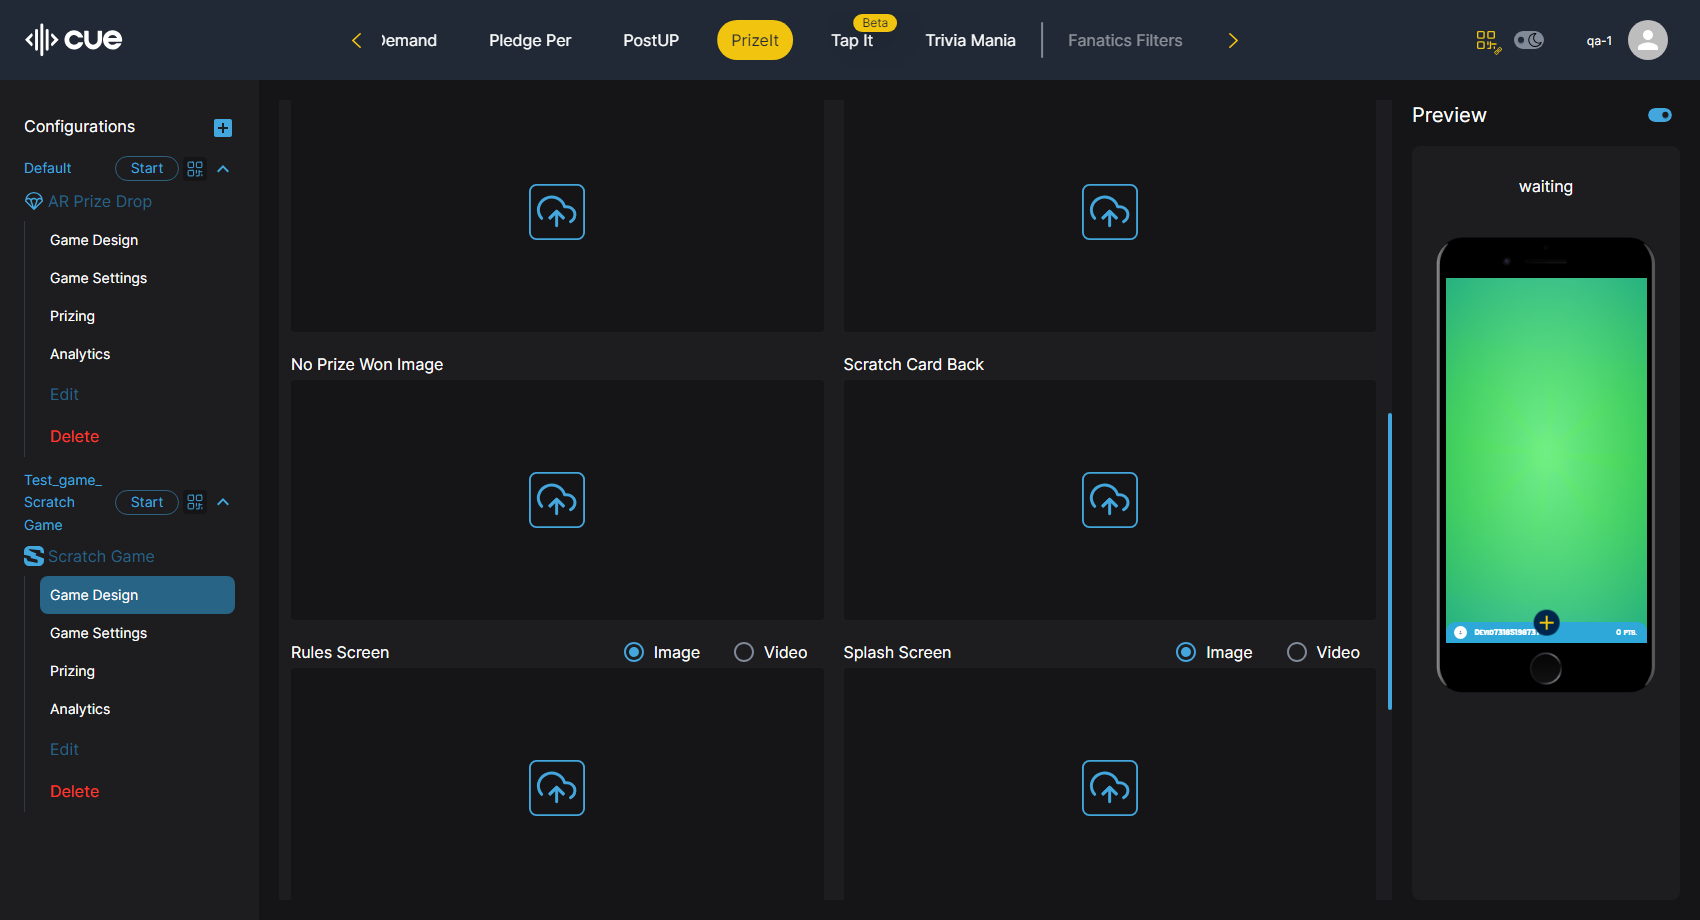 cue
Demand
Pledge Per
PostUP
PrizeIt
Beta
Tap It
Trivia Mania
Fanatics Filters
qa-1
Configurations
Default
Start
AR Prize Drop
Game Design
Game Settings
Prizing
Analytics
Edit
Delete
Test_game_
Scratch
Game
Start
Scratch Game
Game Design
Game Settings
Prizing
Analytics
Edit
Delete
No Prize Won Image
Scratch Card Back
Rules Screen
Image
Video
Splash Screen
Image
Video
Preview
waiting
0 PTS.